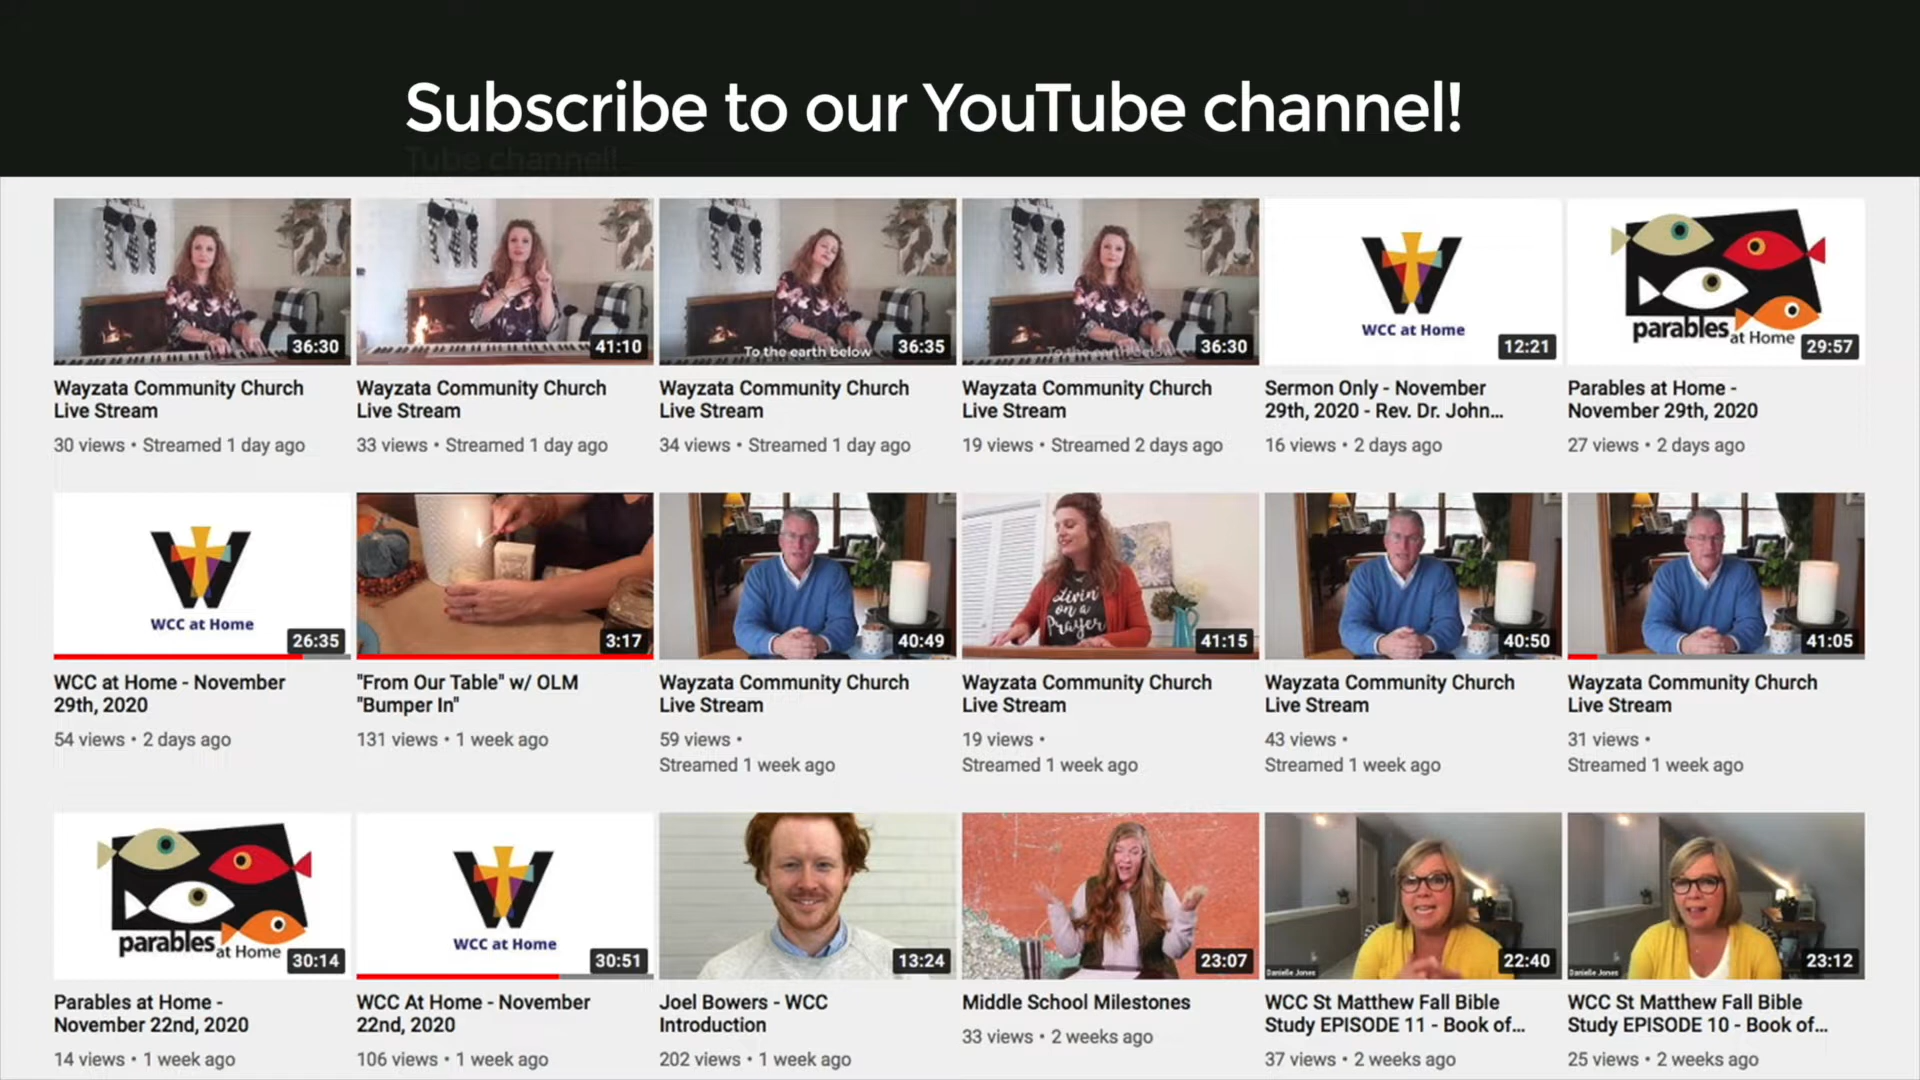 Subscribe to our YouTube channel!
Tube channel!
36:30
41:10
To the earth below
36:35
To the earth below
36:30
WCC at Home
12:21
parables at Home
29:57
Wayzata Community Church
Live Stream
30 views • Streamed 1 day ago
Wayzata Community Church
Live Stream
33 views • Streamed 1 day ago
Wayzata Community Church
Live Stream
34 views • Streamed 1 day ago
Wayzata Community Church
Live Stream
19 views • Streamed 2 days ago
Sermon Only - November
29th, 2020 - Rev. Dr. John...
16 views • 2 days ago
Parables at Home -
November 29th, 2020
27 views • 2 days ago
WCC at Home
26:35
3:17
40:49
Livin'
on a
Prayer
41:15
40:50
41:05
WCC at Home - November
29th, 2020
54 views • 2 days ago
"From Our Table" w/ OLM
"Bumper In"
131 views • 1 week ago
Wayzata Community Church
Live Stream
59 views •
Streamed 1 week ago
Wayzata Community Church
Live Stream
19 views •
Streamed 1 week ago
Wayzata Community Church
Live Stream
43 views •
Streamed 1 week ago
Wayzata Community Church
Live Stream
31 views •
Streamed 1 week ago
parables at Home
30:14
WCC at Home
30:51
13:24
23:07
Danielle Jones
22:40
Danielle Jones
23:12
Parables at Home -
November 22nd, 2020
14 views • 1 week ago
WCC At Home - November
22nd, 2020
106 views • 1 week ago
Joel Bowers - WCC
Introduction
202 views • 1 week ago
Middle School Milestones
33 views • 2 weeks ago
WCC St Matthew Fall Bible
Study EPISODE 11 - Book of...
37 views • 2 weeks ago
WCC St Matthew Fall Bible
Study EPISODE 10 - Book of...
25 views • 2 weeks ago